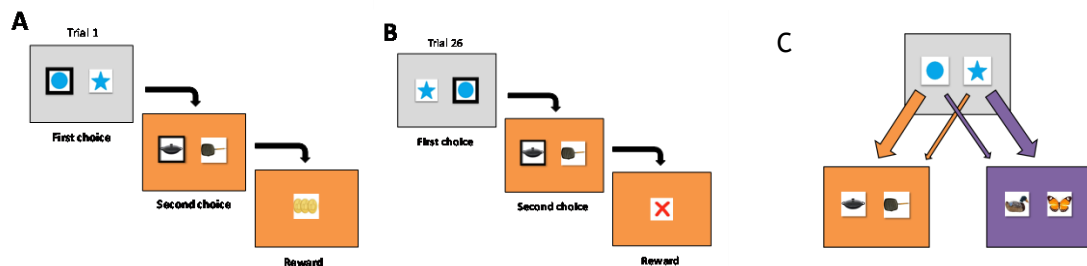 A
Trial 1
First choice
Second choice
Reward
B
Trial 26
First choice
Second choice
Reward
C